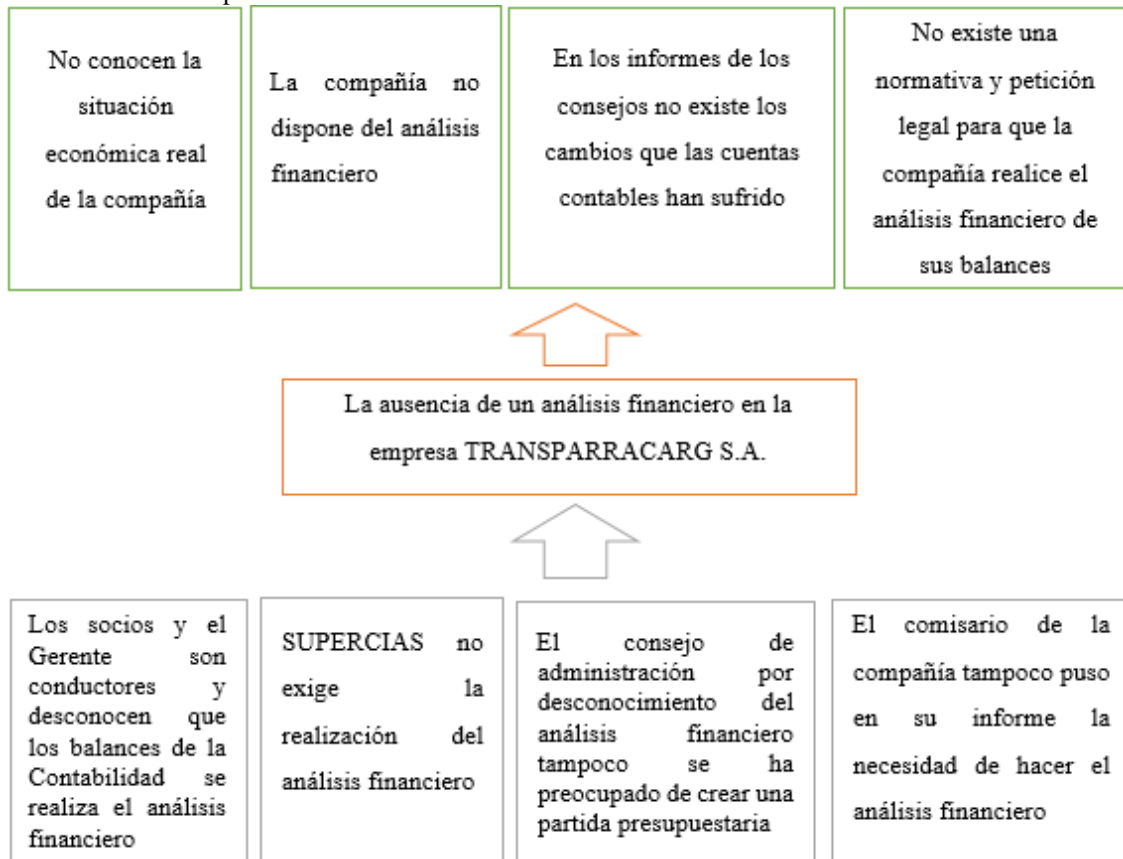 No conocen la
situación
económica real
de la compañía
La compañía no
dispone del análisis
financiero
En los informes de los
consejos no existe los
cambios que las cuentas
contables han sufrido
No existe una
normativa y petición
legal para que la
compañía realice el
análisis financiero de
sus balances
La ausencia de un análisis financiero en la
empresa TRANSPARRACARG S.A.
Los socios y el
Gerente son
conductores y
desconocen que
los balances de la
Contabilidad se
realiza el análisis
financiero
SUPERCIAS no
exige la
realización del
análisis financiero
El consejo de
administración por
desconocimiento del
análisis financiero
tampoco se ha
preocupado de crear una
partida presupuestaria
El comisario de la
compañía tampoco puso
en su informe la
necesidad de hacer el
análisis financiero